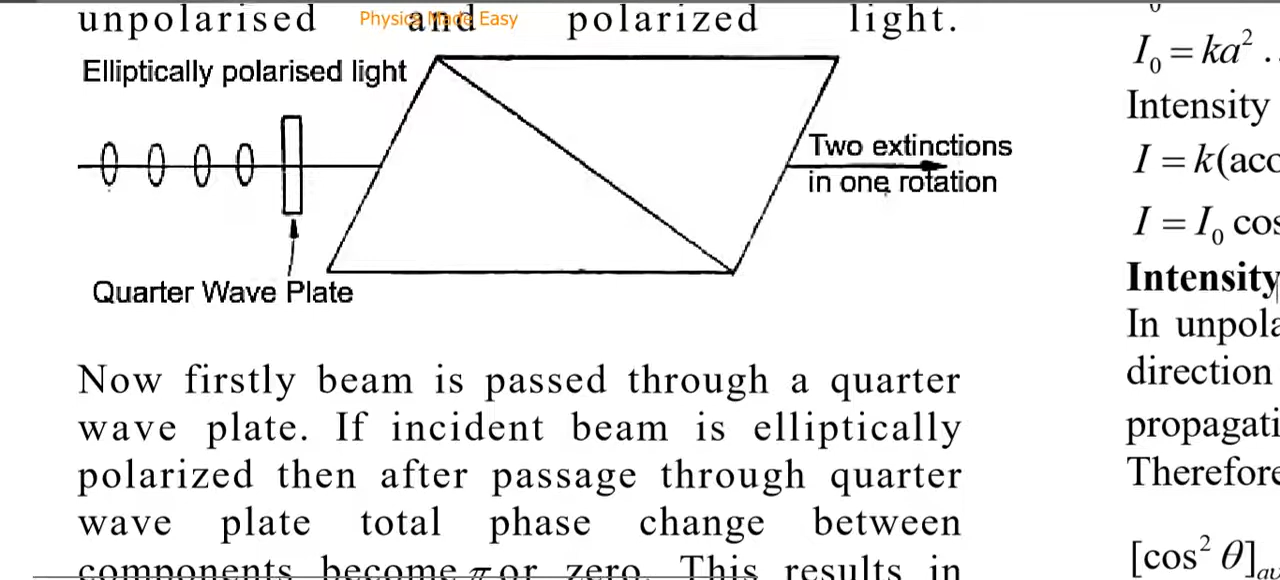 unpolarised and polarized light.
Physics Made Easy
Elliptically polarised light
Two extinctions
in one rotation
Quarter Wave Plate
Now firstly beam is passed through a quarter
wave plate. If incident beam is elliptically
polarized then after passage through quarter
wave plate total phase change between
components become π or zero. This results in
I₀ = ka² .
Intensity
I = k(acc
I = I₀ cos
Intensity
In unpola
direction
propagati
Therefore
[cos² θ]av